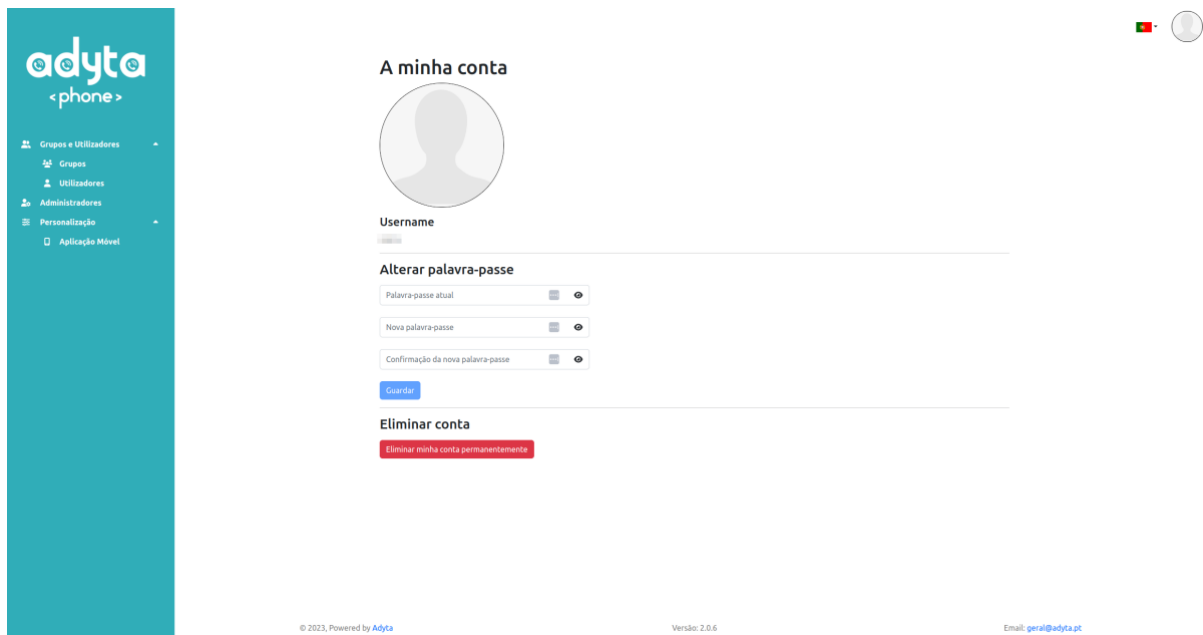 adyta
<phone>
Grupos e Utilizadores
Grupos
Utilizadores
Administradores
Personalização
Aplicação Móvel
A minha conta
Username
Alterar palavra-passe
Palavra-passe atual
Nova palavra-passe
Confirmação da nova palavra-passe
Guardar
Eliminar conta
Eliminar minha conta permanentemente
© 2023, Powered by Adyta
Versão: 2.0.6
Email: geral@adyta.pt